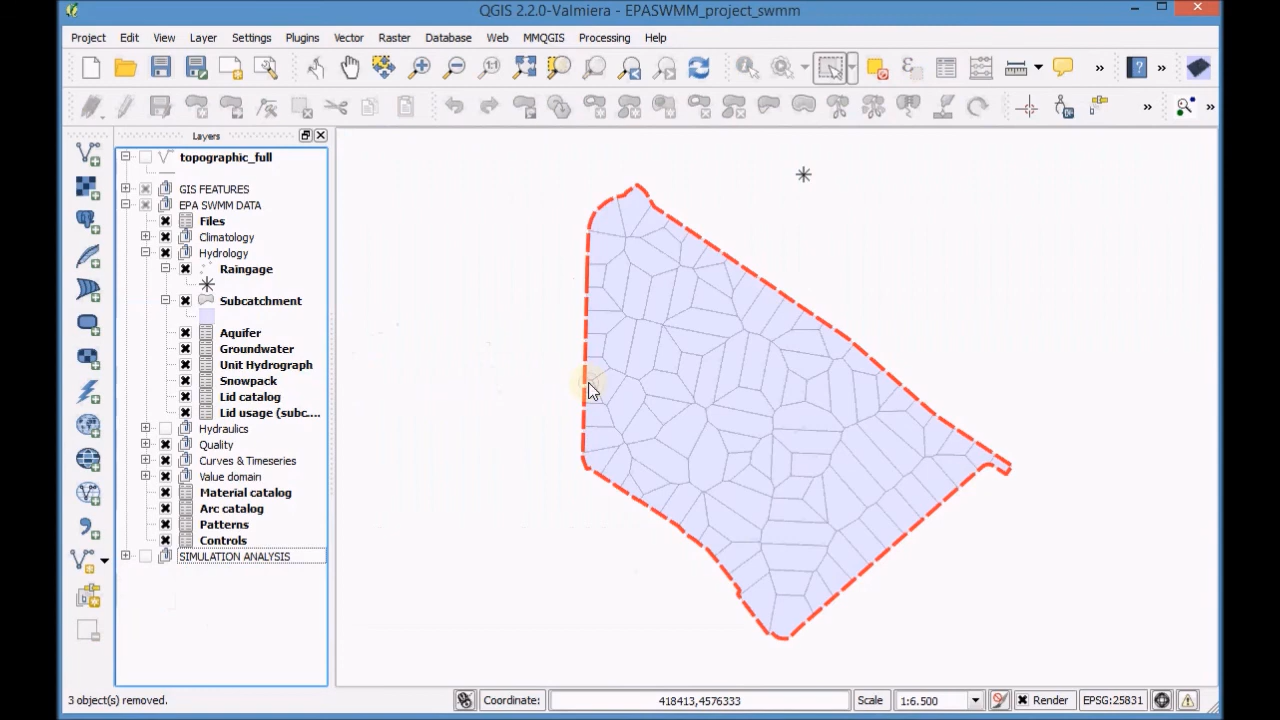 QGIS 2.2.0-Valmiera - EPASWMM_project_swmm
Project Edit View Layer Settings Plugins Vector Raster Database Web MMQGIS Processing Help
Layers
topographic_full
GIS FEATURES
EPA SWMM DATA
Files
Climatology
Hydrology
Raingage
Subcatchment
Aquifer
Groundwater
Unit Hydrograph
Snowpack
Lid catalog
Lid usage (subc....
Hydraulics
Quality
Curves & Timeseries
Value domain
Material catalog
Arc catalog
Patterns
Controls
SIMULATION ANALYSIS
3 object(s) removed. Coordinate: 418413,4576333 Scale 1:6.500 Render EPSG:25831